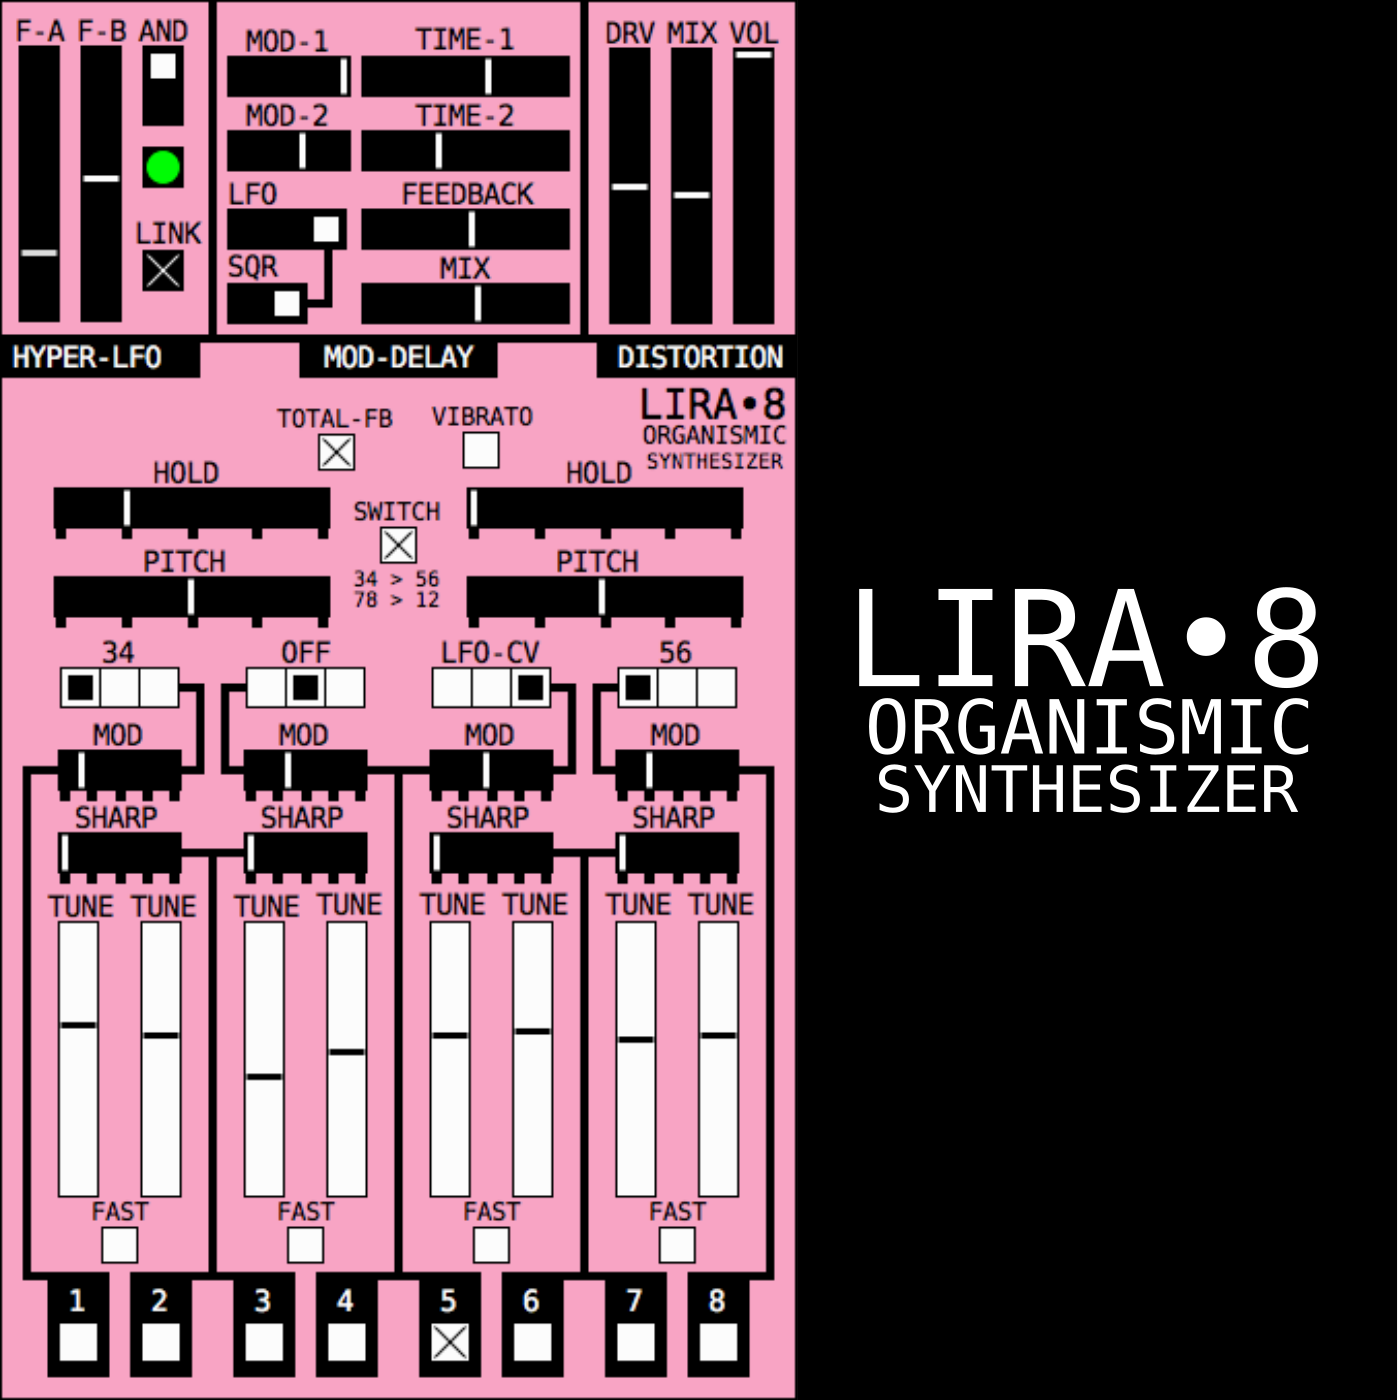 F-A F-B AND
LINK
MOD-1 TIME-1
MOD-2 TIME-2
LFO FEEDBACK
SQR MIX
DRV MIX VOL
HYPER-LFO MOD-DELAY DISTORTION
LIRA•8
ORGANISMIC
SYNTHESIZER
TOTAL-FB VIBRATO
HOLD HOLD
SWITCH
PITCH PITCH
34 > 56
78 > 12
34 OFF LFO-CV 56
MOD MOD MOD MOD
SHARP SHARP SHARP SHARP
TUNE TUNE TUNE TUNE TUNE TUNE TUNE TUNE
FAST FAST FAST FAST
1 2 3 4 5 6 7 8
LIRA•8
ORGANISMIC
SYNTHESIZER